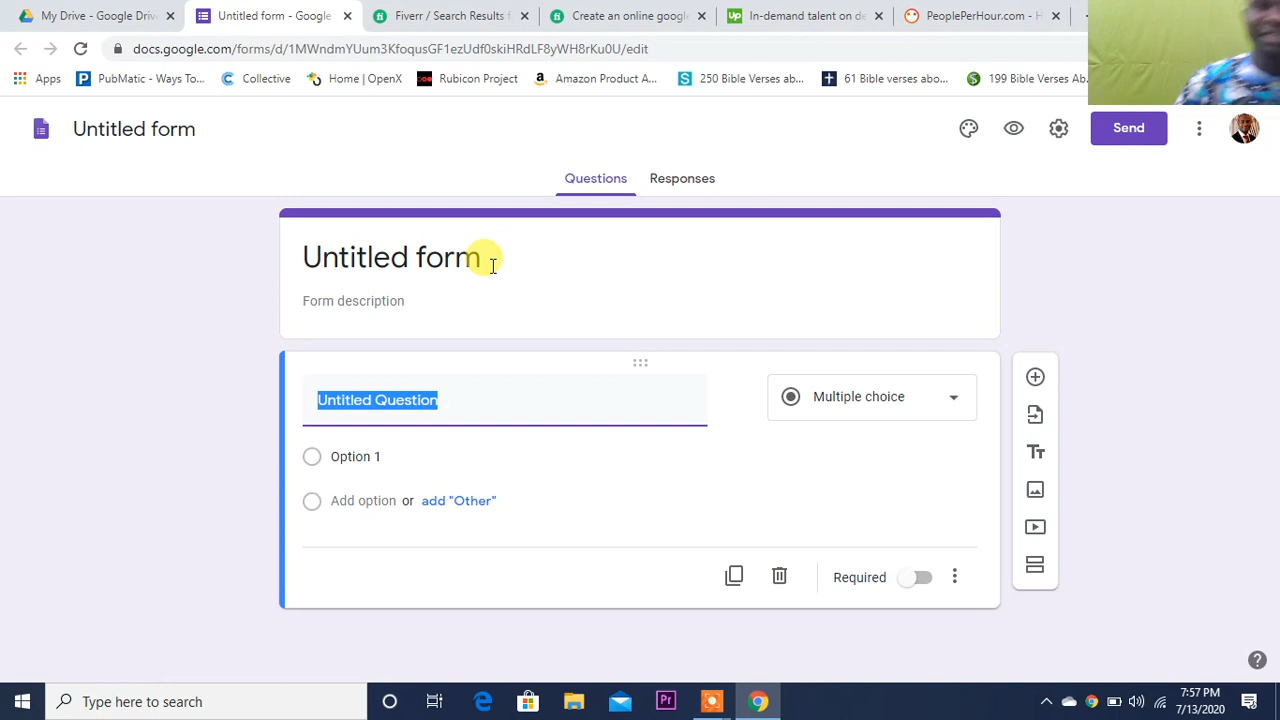 My Drive - Google Driv
Untitled form - Google
Fiverr / Search Results f
Create an online googl
In-demand talent on de
PeoplePerHour.com - H
docs.google.com/forms/d/1MWndmYUum3KfoqusGF1ezUdf0skiHRdLF8yWH8rKu0U/edit
Apps
PubMatic - Ways To...
Collective
Home | OpenX
Rubicon Project
Amazon Product A...
250 Bible Verses ab...
61 Bible verses abo...
199 Bible Verses Ab
Untitled form
Send
Questions
Responses
Untitled form
Form description
Untitled Question
Multiple choice
Option 1
Add option or add "Other"
Required
Type here to search
7:57 PM
7/13/2020